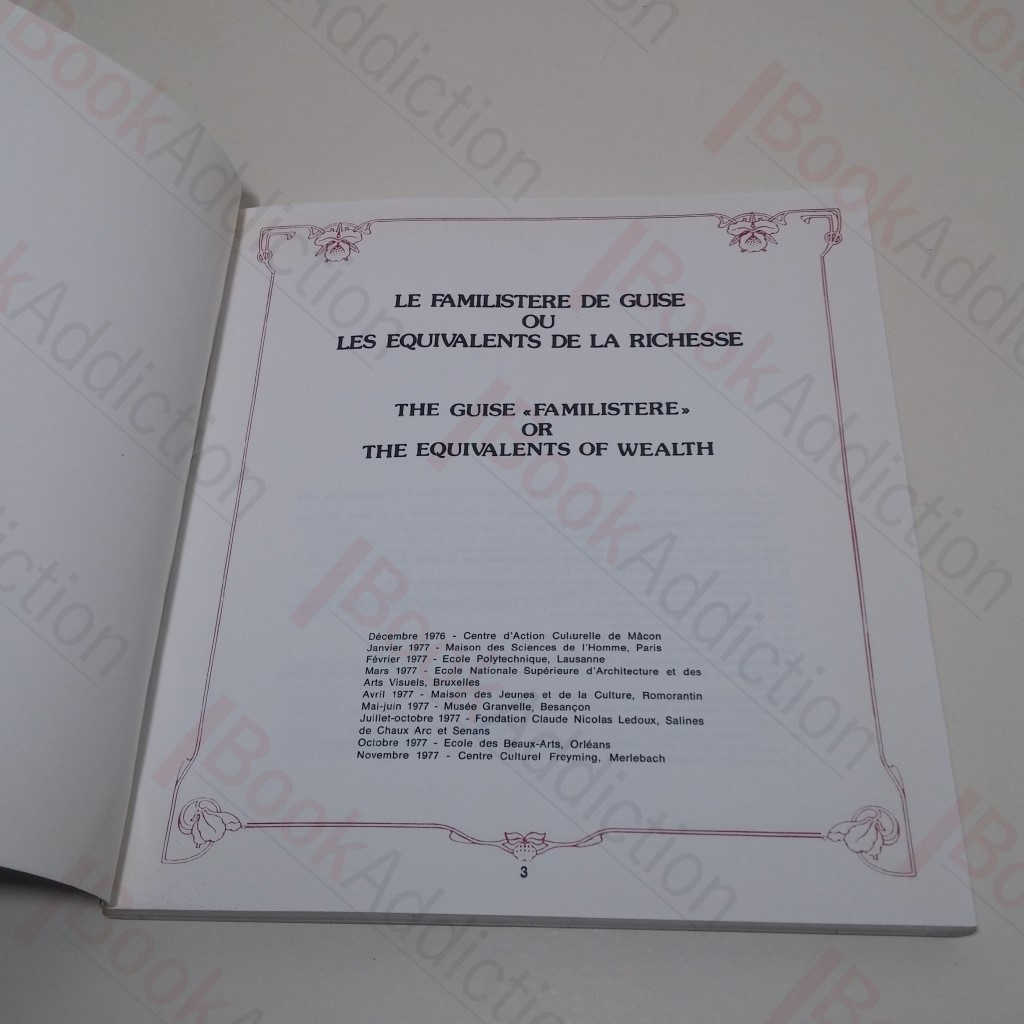 LE FAMILISTERE DE GUISE
OU
LES EQUIVALENTS DE LA RICHESSE
THE GUISE «FAMILISTERE»
OR
THE EQUIVALENTS OF WEALTH
Décembre 1976 - Centre d'Action Culturelle de Mâcon
Janvier 1977 - Maison des Sciences de l'Homme, Paris
Février 1977 - Ecole Polytechnique, Lausanne
Mars 1977 - Ecole Nationale Supérieure d'Architecture et des
Arts Visuels, Bruxelles
Avril 1977 - Maison des Jeunes et de la Culture, Romorantin
Mai-juin 1977 - Musée Granvelle, Besançon
Juillet-octobre 1977 - Fondation Claude Nicolas Ledoux, Salines
de Chaux Arc et Senans
Octobre 1977 - Ecole des Beaux-Arts, Orléans
Novembre 1977 - Centre Culturel Freyming, Merlebach
3
BookAddiction